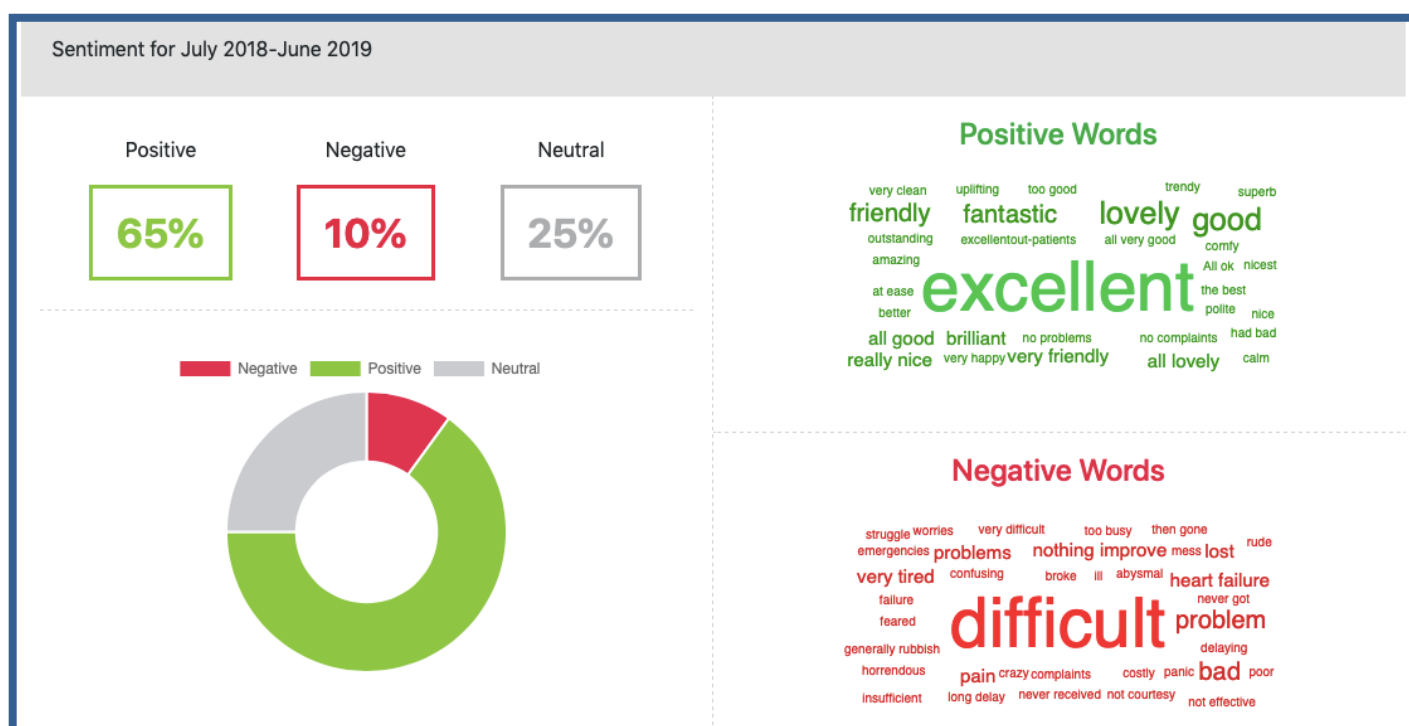 Sentiment for July 2018-June 2019
Positive Negative Neutral
65% 10% 25%
Negative Positive Neutral
Positive Words
very clean uplifting too good trendy superb
friendly fantastic lovely good
outstanding excellentout-patients all very good comfy
amazing All ok nicest
at ease excellent the best
better polite nice
all good brilliant no problems no complaints had bad
really nice very happy very friendly all lovely calm
Negative Words
struggle worries very difficult too busy then gone
emergencies problems nothing improve mess lost rude
very tired confusing broke ill abysmal heart failure
failure never got
feared difficult problem
generally rubbish delaying
horrendous pain crazy complaints costly panic bad poor
insufficient long delay never received not courtesy not effective